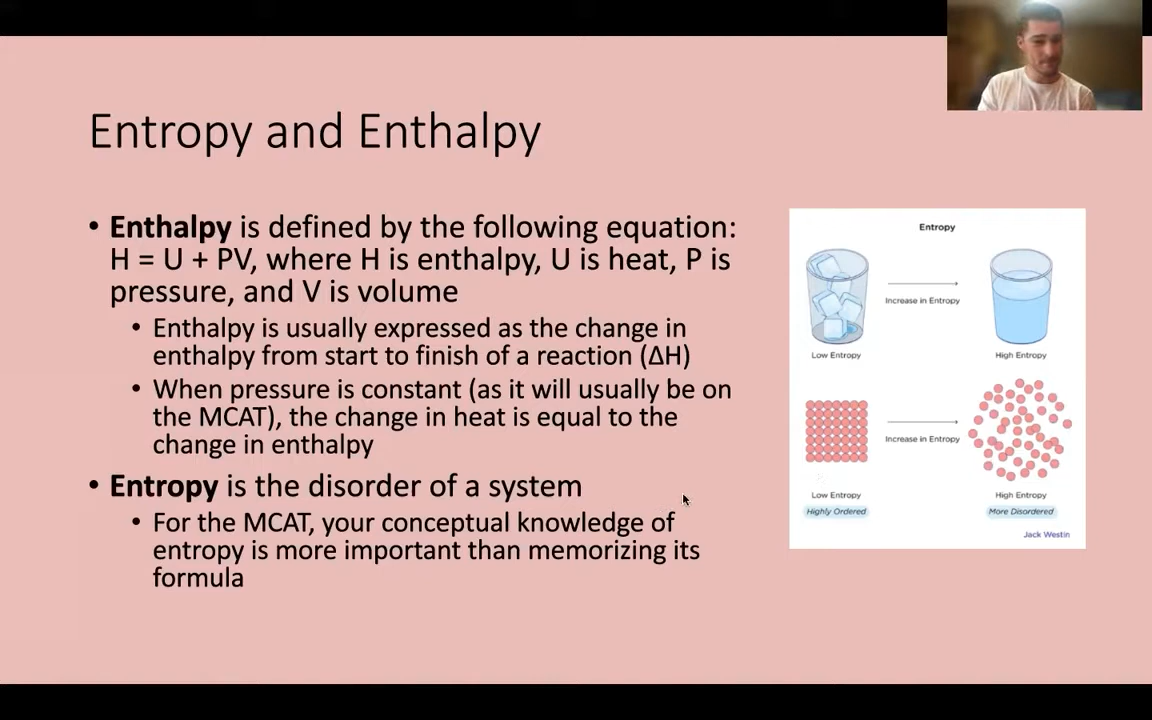 Entropy and Enthalpy
• Enthalpy is defined by the following equation:
H = U + PV, where H is enthalpy, U is heat, P is
pressure, and V is volume
• Enthalpy is usually expressed as the change in
enthalpy from start to finish of a reaction (ΔH)
• When pressure is constant (as it will usually be on
the MCAT), the change in heat is equal to the
change in enthalpy
• Entropy is the disorder of a system
• For the MCAT, your conceptual knowledge of
entropy is more important than memorizing its
formula
Entropy
Increase in Entropy
Low Entropy
High Entropy
Increase in Entropy
Low Entropy
High Entropy
Highly Ordered
More Disordered
Jack Westin